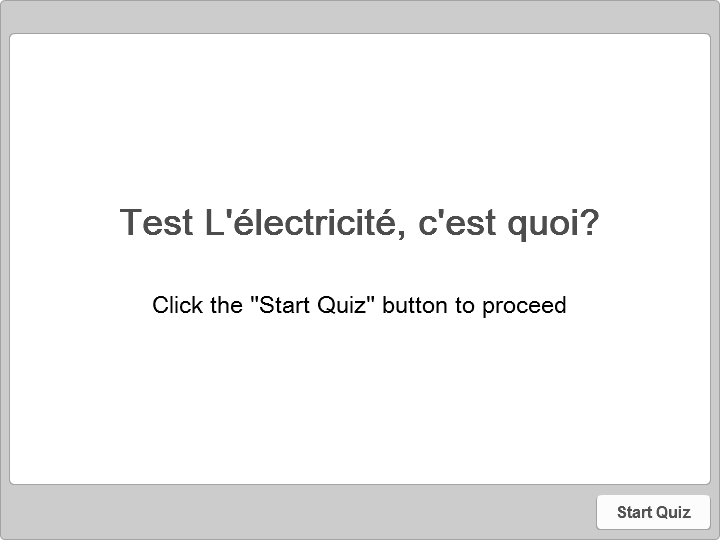 Test L'électricité, c'est quoi?
Click the "Start Quiz" button to proceed
Start Quiz